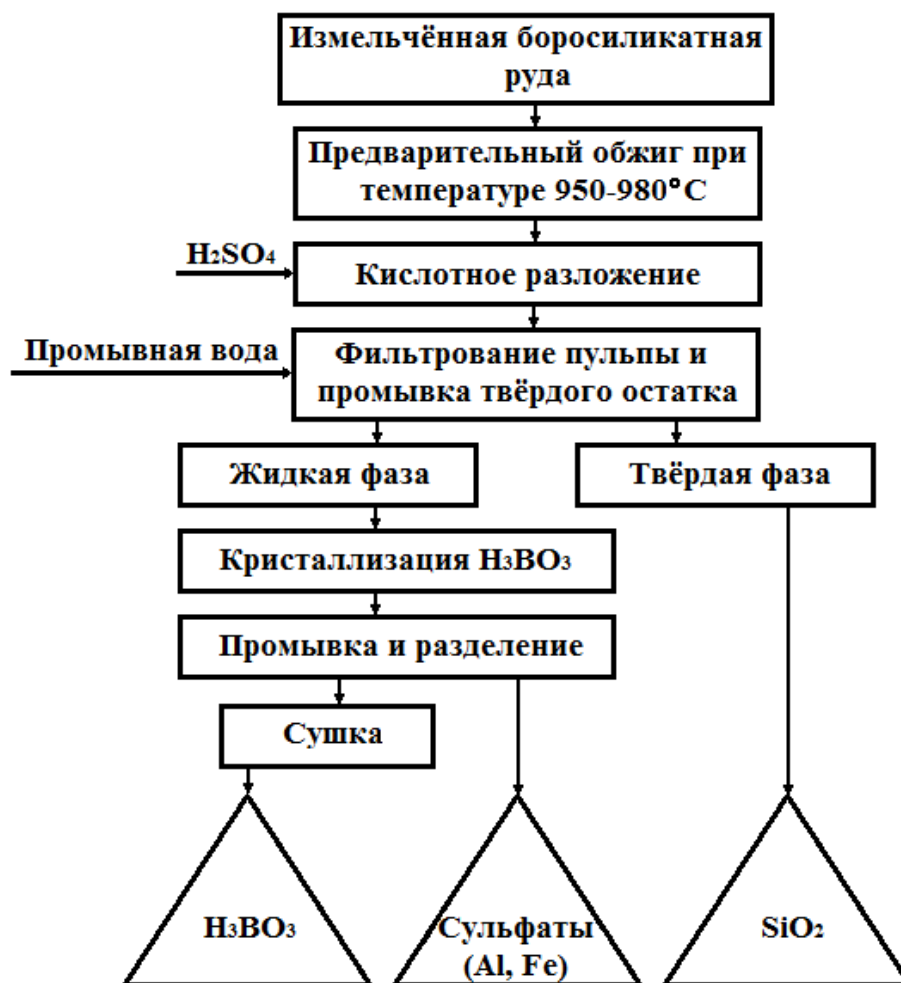 Измельчённая боросиликатная
руда
Предварительный обжиг при
температуре 950-980°С
H₂SO₄
Кислотное разложение
Промывная вода
Фильтрование пульпы и
промывка твёрдого остатка
Жидкая фаза
Твёрдая фаза
Кристаллизация H₃BO₃
Промывка и разделение
Сушка
H₃BO₃
Сульфаты
(Al, Fe)
SiO₂